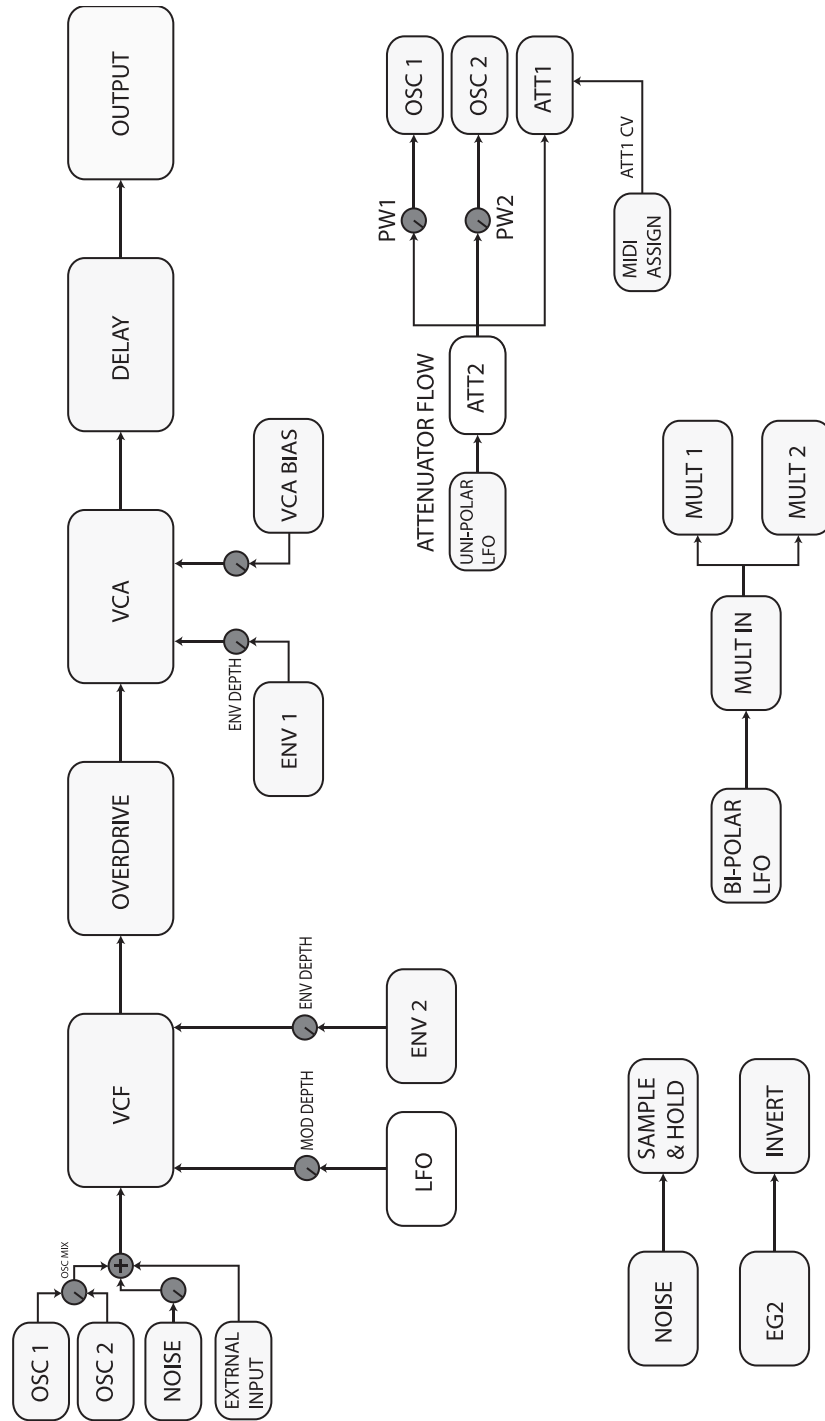 OSC 1
OSC 2
NOISE
EXTRNAL
INPUT
OSC MIX
VCF
OVERDRIVE
VCA
DELAY
OUTPUT
MOD DEPTH
LFO
ENV DEPTH
ENV 2
ENV DEPTH
ENV 1
VCA BIAS
ATTENUATOR FLOW
UNI-POLAR
LFO
ATT2
PW1
PW2
OSC 1
OSC 2
ATT1
ATT1 CV
MIDI
ASSIGN
NOISE
SAMPLE
& HOLD
EG2
INVERT
BI-POLAR
LFO
MULT IN
MULT 1
MULT 2